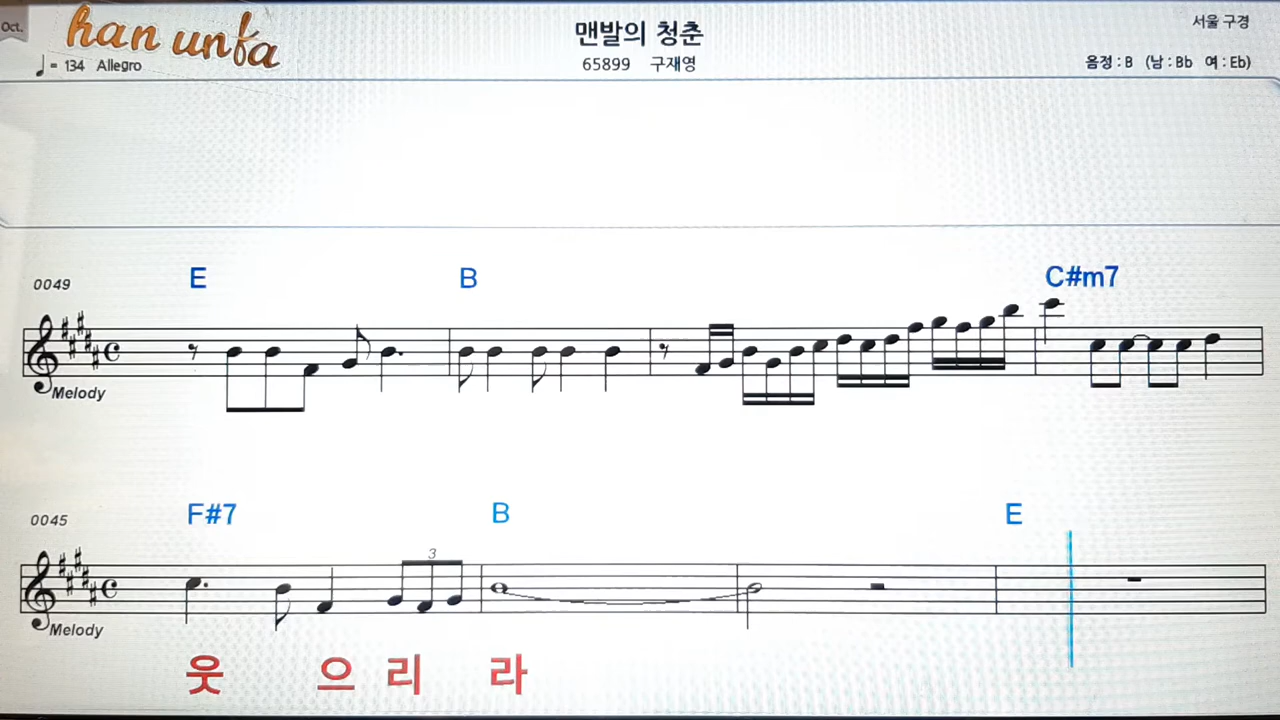 Oct.
han unfa
맨발의 청춘
서울 구경
♩= 134 Allegro
65899 구재영
음정 : B (남 : Bb 여 : Eb)
0049
E B C#m7
Melody
0045
F#7 B E
3
Melody
웃 으 리 라